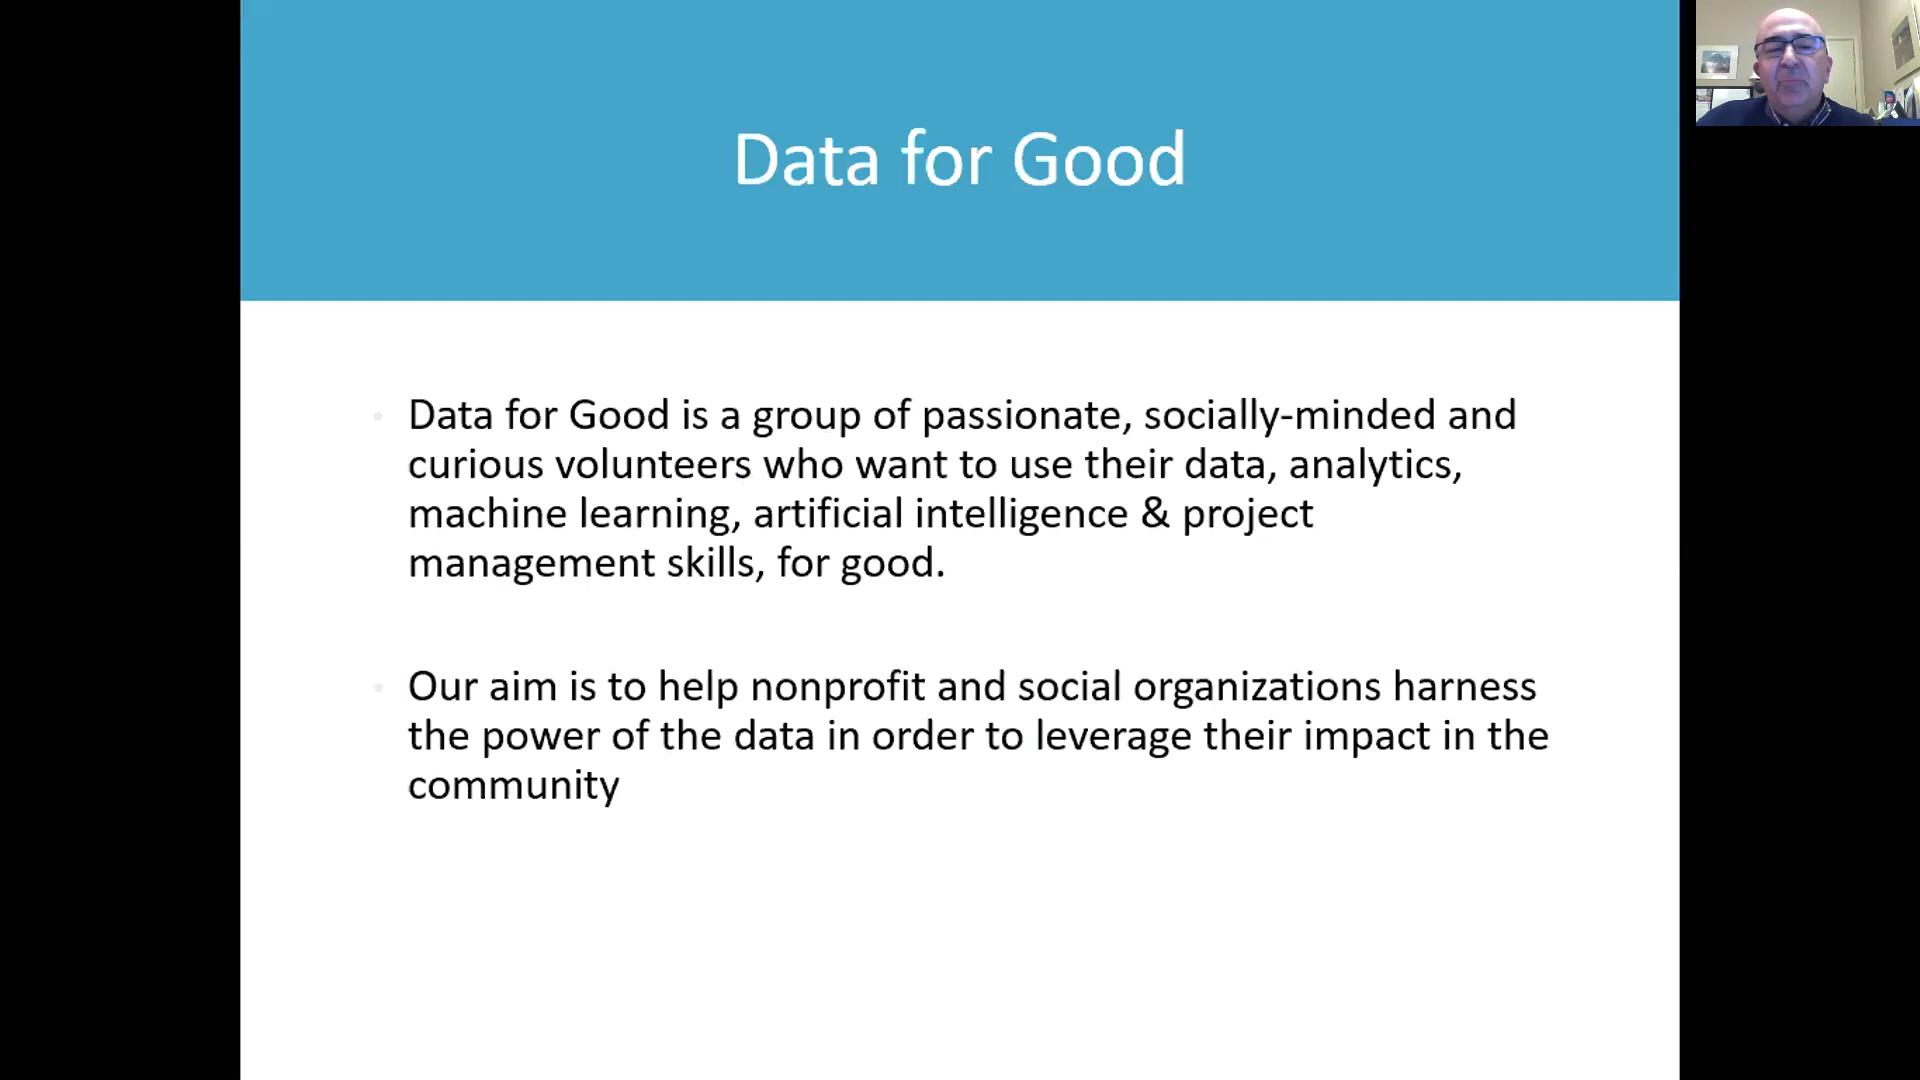 Data for Good
Data for Good is a group of passionate, socially-minded and
curious volunteers who want to use their data, analytics,
machine learning, artificial intelligence & project
management skills, for good.
Our aim is to help nonprofit and social organizations harness
the power of the data in order to leverage their impact in the
community